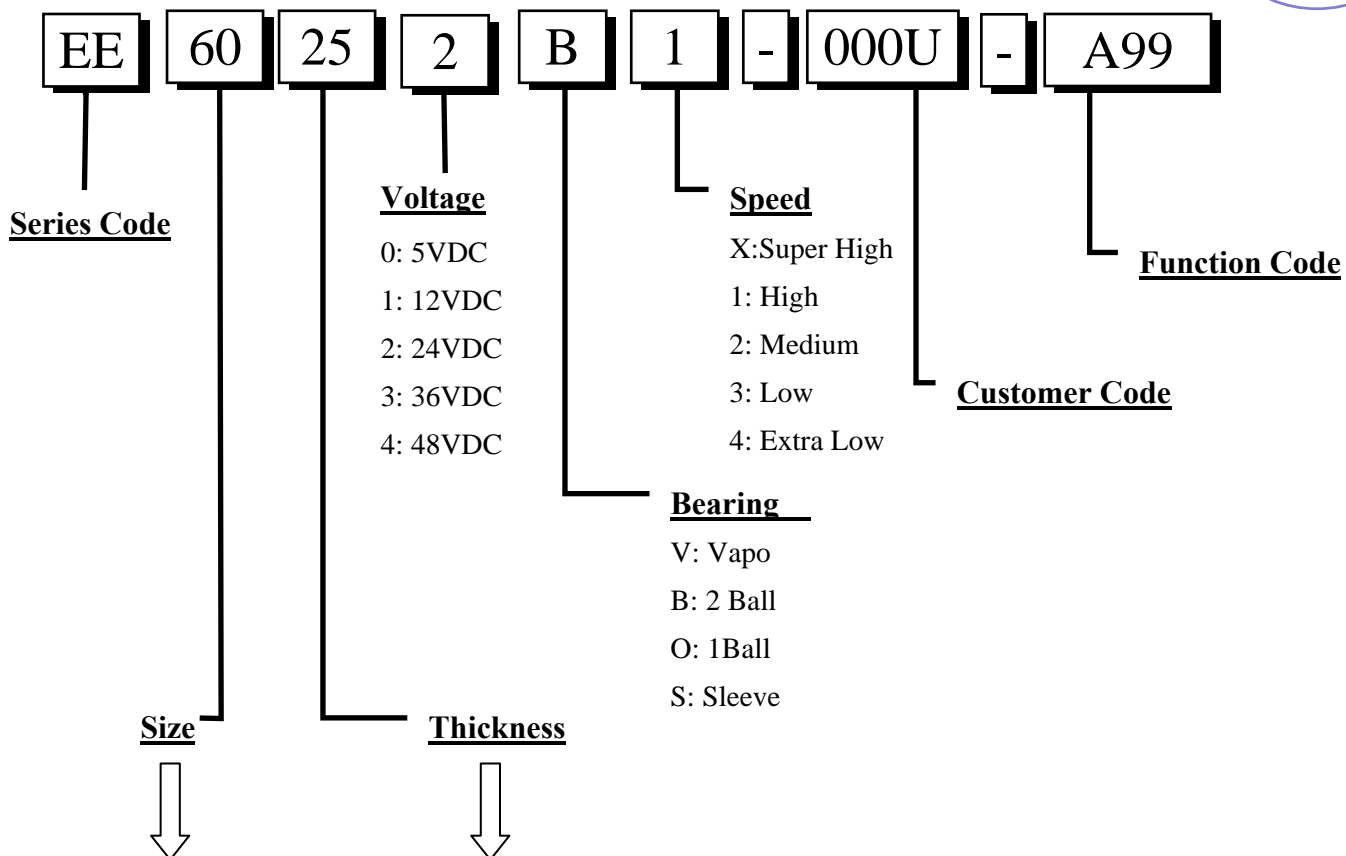 EE 60 25 2 B 1 - 000U - A99
Series Code
Voltage
0: 5VDC
1: 12VDC
2: 24VDC
3: 36VDC
4: 48VDC
Speed
X:Super High
1: High
2: Medium
3: Low
4: Extra Low
Function Code
Customer Code
Bearing
V: Vapo
B: 2 Ball
O: 1Ball
S: Sleeve
Size
Thickness